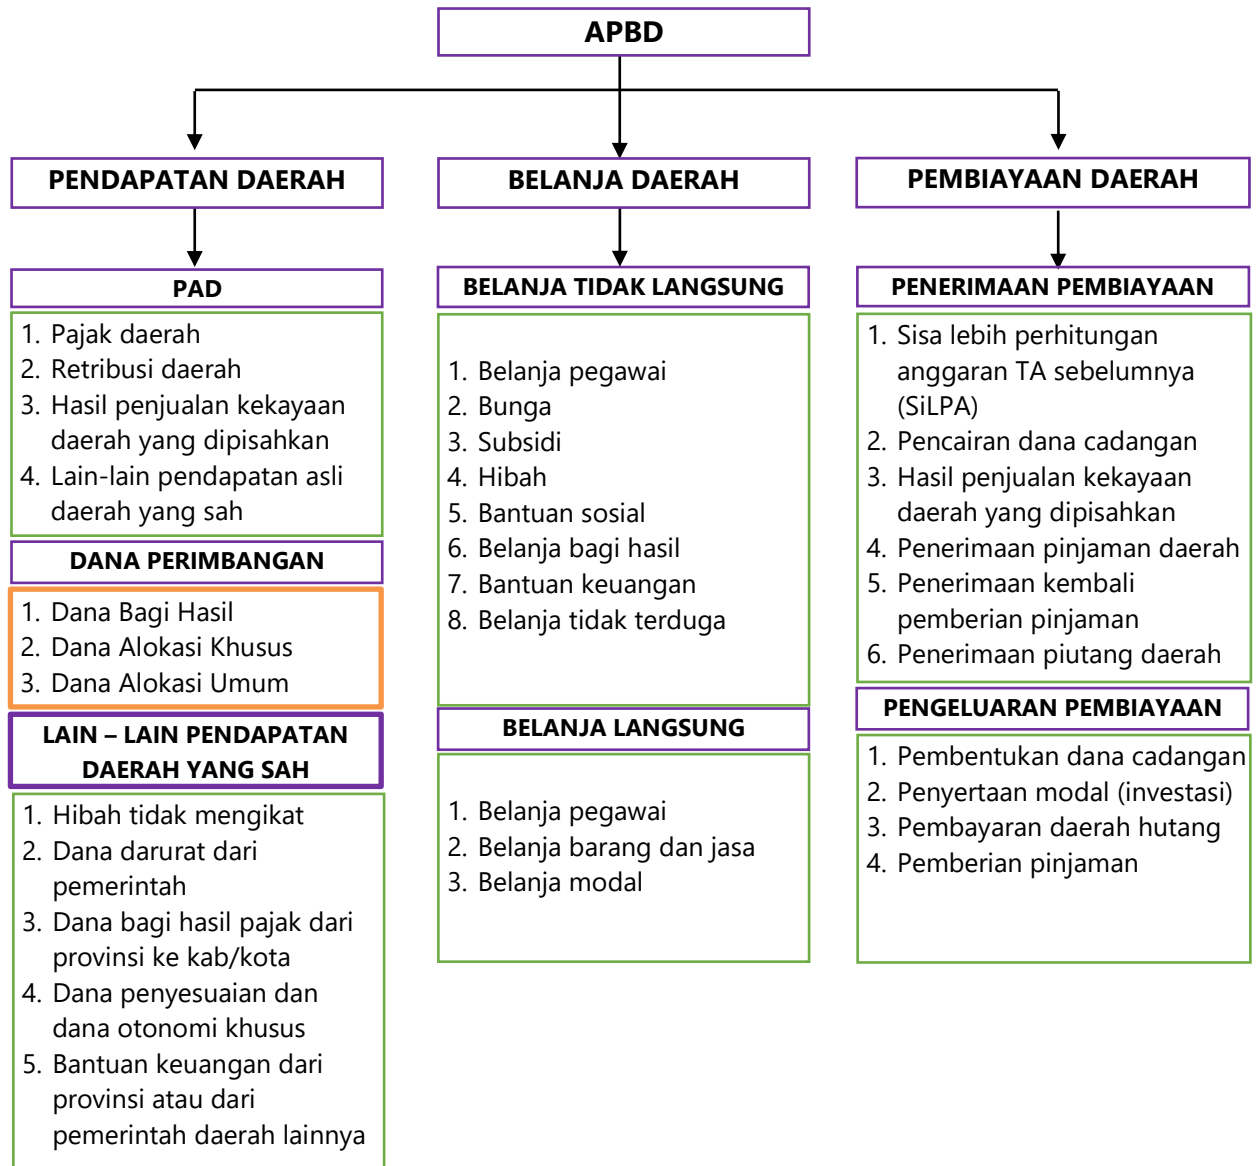 APBD
PENDAPATAN DAERAH
PAD
1. Pajak daerah
2. Retribusi daerah
3. Hasil penjualan kekayaan
daerah yang dipisahkan
4. Lain-lain pendapatan asli
daerah yang sah
DANA PERIMBANGAN
1. Dana Bagi Hasil
2. Dana Alokasi Khusus
3. Dana Alokasi Umum
LAIN – LAIN PENDAPATAN
DAERAH YANG SAH
1. Hibah tidak mengikat
2. Dana darurat dari
pemerintah
3. Dana bagi hasil pajak dari
provinsi ke kab/kota
4. Dana penyesuaian dan
dana otonomi khusus
5. Bantuan keuangan dari
provinsi atau dari
pemerintah daerah lainnya
BELANJA DAERAH
BELANJA TIDAK LANGSUNG
1. Belanja pegawai
2. Bunga
3. Subsidi
4. Hibah
5. Bantuan sosial
6. Belanja bagi hasil
7. Bantuan keuangan
8. Belanja tidak terduga
BELANJA LANGSUNG
1. Belanja pegawai
2. Belanja barang dan jasa
3. Belanja modal
PEMBIAYAAN DAERAH
PENERIMAAN PEMBIAYAAN
1. Sisa lebih perhitungan
anggaran TA sebelumnya
(SiLPA)
2. Pencairan dana cadangan
3. Hasil penjualan kekayaan
daerah yang dipisahkan
4. Penerimaan pinjaman daerah
5. Penerimaan kembali
pemberian pinjaman
6. Penerimaan piutang daerah
PENGELUARAN PEMBIAYAAN
1. Pembentukan dana cadangan
2. Penyertaan modal (investasi)
3. Pembayaran daerah hutang
4. Pemberian pinjaman